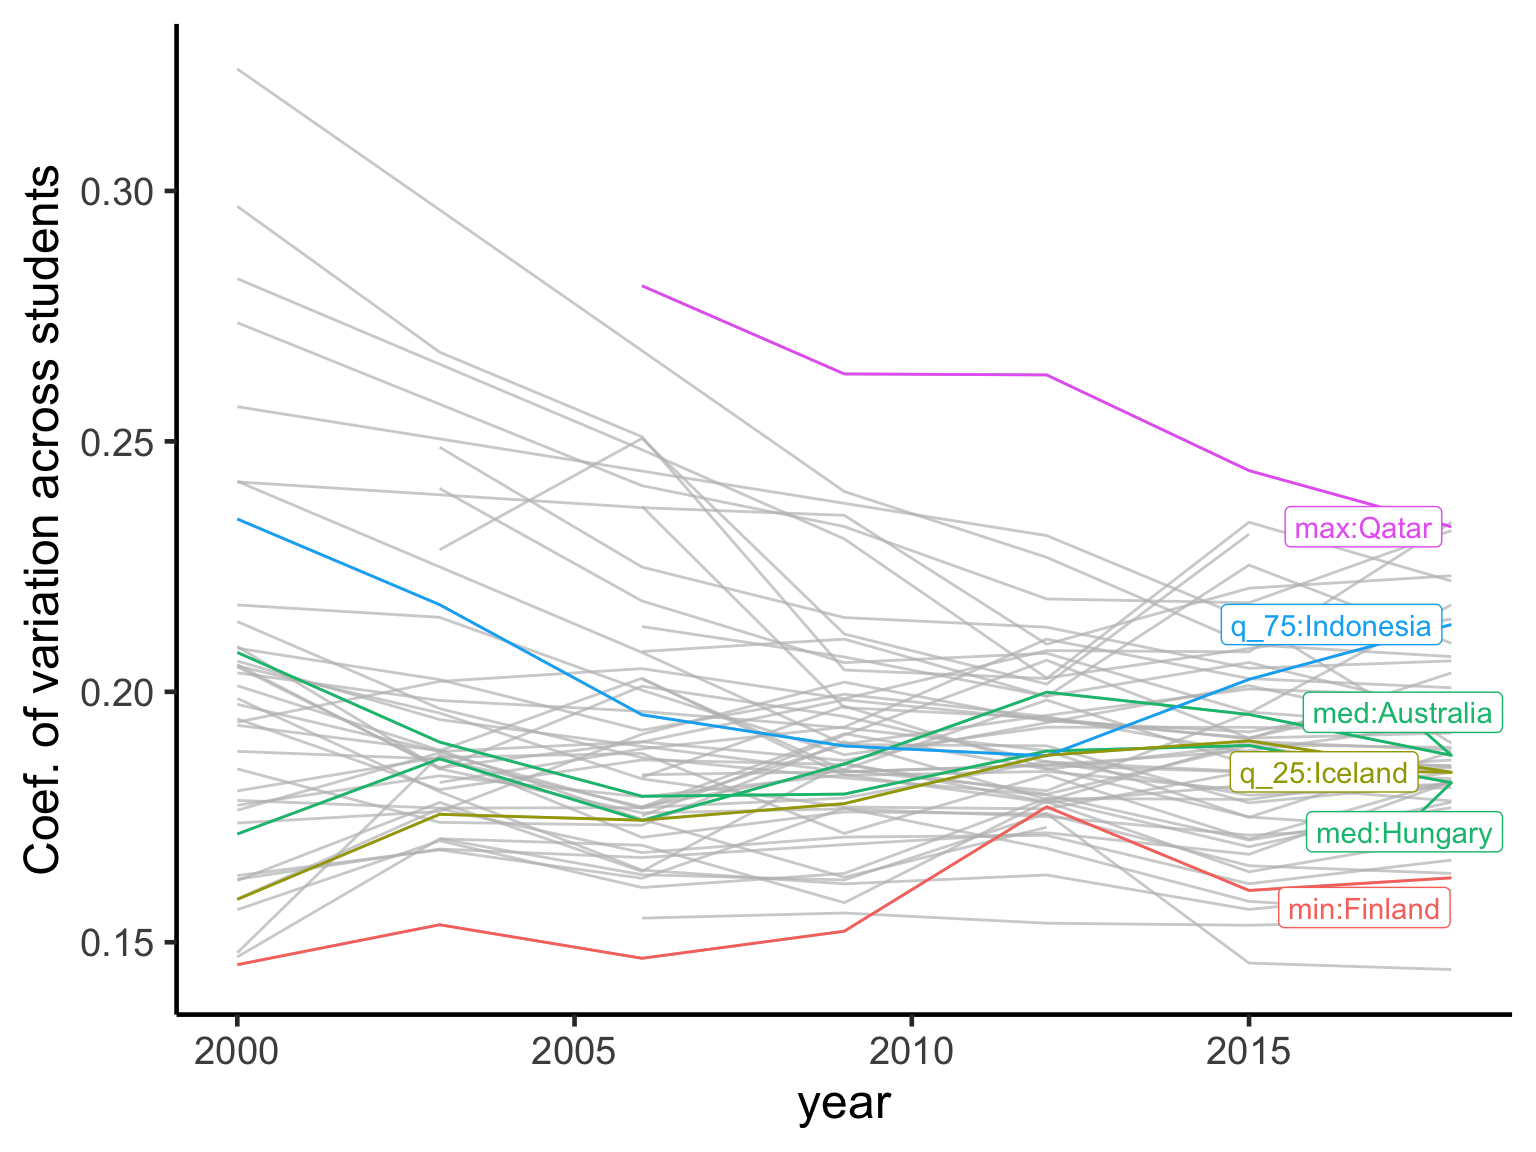 Coef. of variation across students
0.30
0.25
0.20
0.15
max:Qatar
q_75:Indonesia
med:Australia
q_25:Iceland
med:Hungary
min:Finland
2000
2005
2010
2015
year